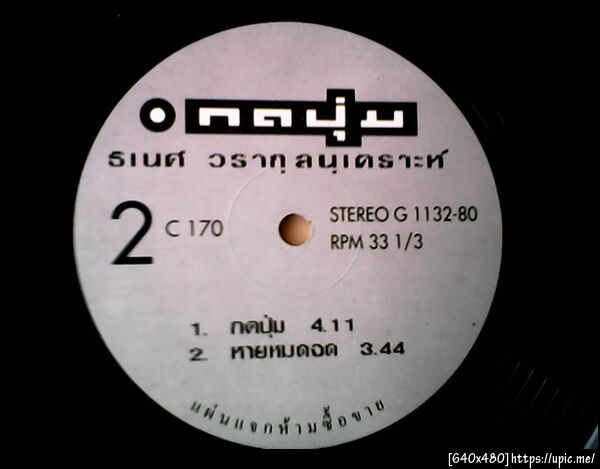 กดปุ่ม
ธเนศ วรากุลนุเคราะห์
2 C 170
STEREO G 1132-80
RPM 33 1/3
1. กดปุ่ม 4.11
2. หายหมดอด 3.44
แผ่นแจกห้ามซื้อขาย
[640x480]https://upic.me/